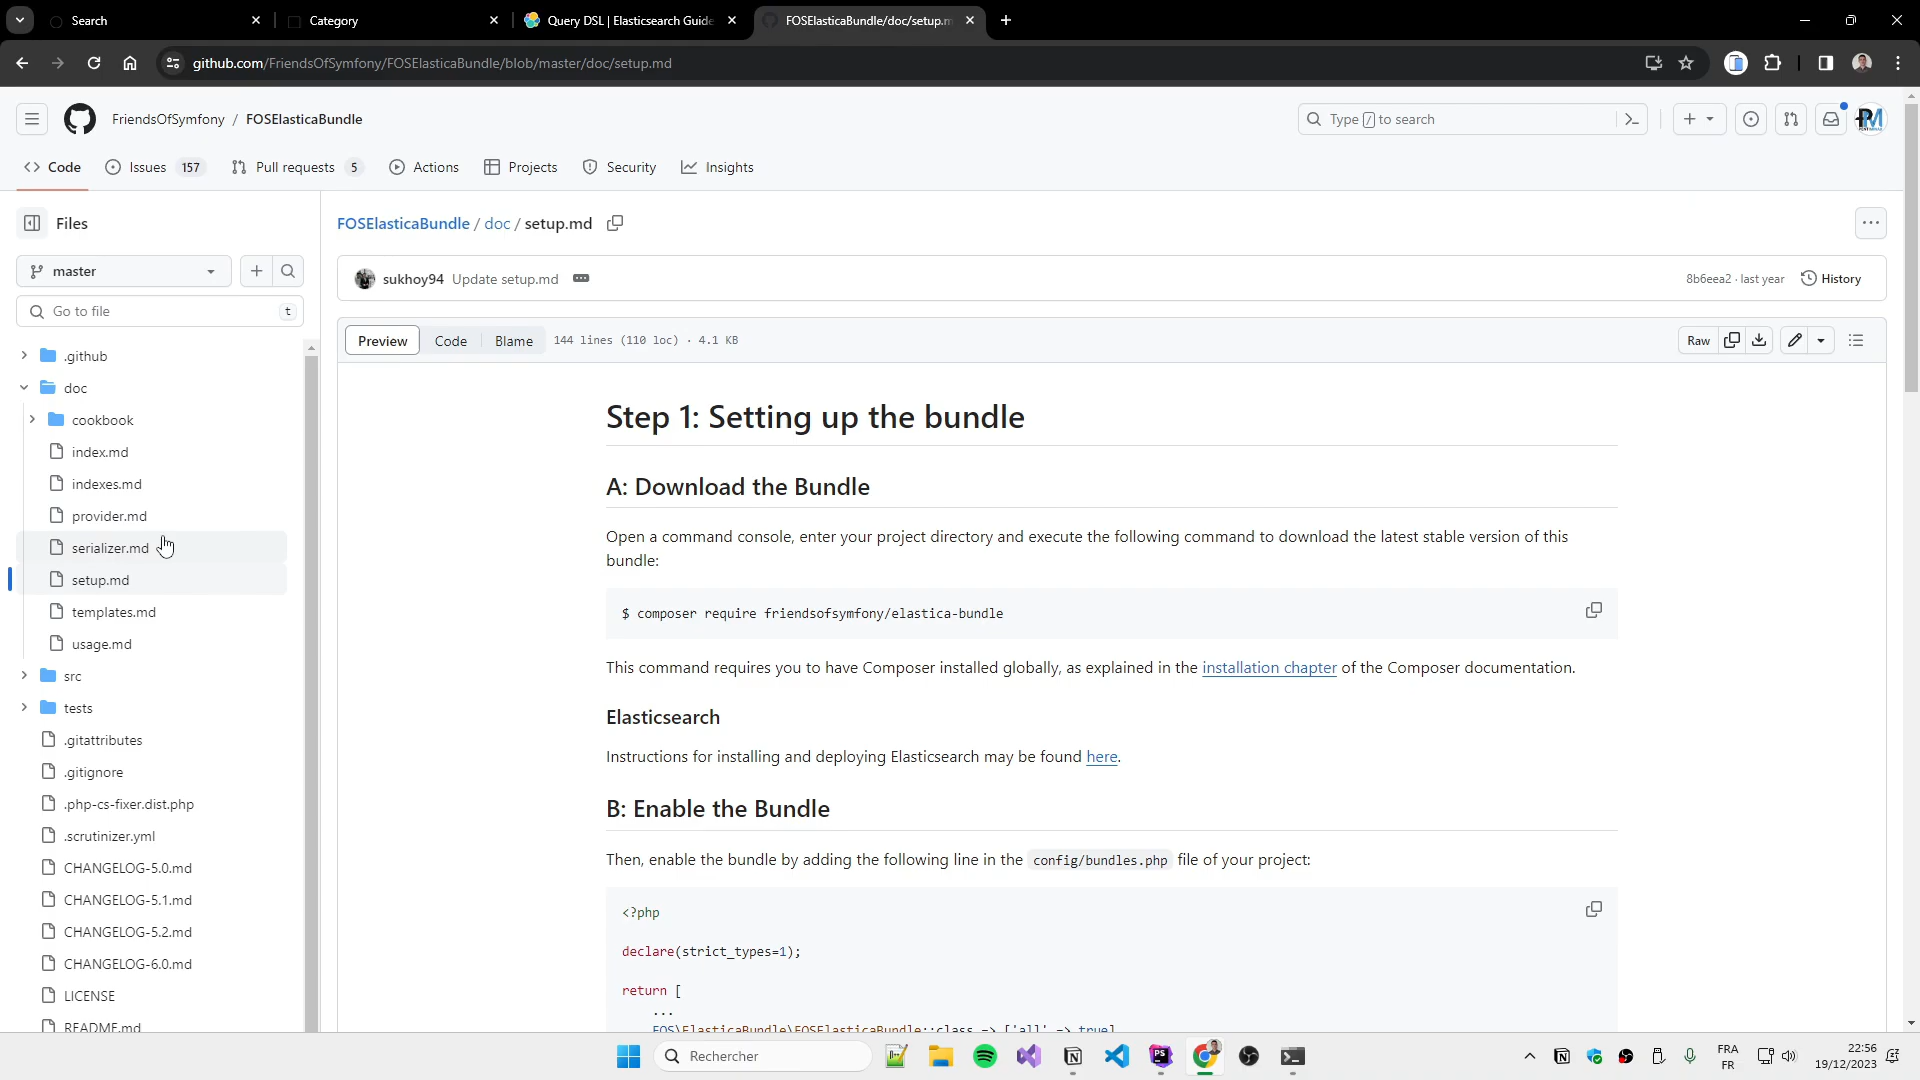 Search
Category
Query DSL | Elasticsearch Guide
FOSElasticaBundle/doc/setup.m
github.com/FriendsOfSymfony/FOSElasticaBundle/blob/master/doc/setup.md
FriendsOfSymfony / FOSElasticaBundle
Type / to search
Code
Issues 157
Pull requests 5
Actions
Projects
Security
Insights
Files
master
Go to file
t
.github
doc
cookbook
index.md
indexes.md
provider.md
serializer.md
setup.md
templates.md
usage.md
src
tests
.gitattributes
.gitignore
.php-cs-fixer.dist.php
.scrutinizer.yml
CHANGELOG-5.0.md
CHANGELOG-5.1.md
CHANGELOG-5.2.md
CHANGELOG-6.0.md
LICENSE
README.md
FOSElasticaBundle / doc / setup.md
sukhoy94 Update setup.md
8b6eea2 · last year
History
Preview
Code
Blame
144 lines (110 loc) · 4.1 KB
Raw
Step 1: Setting up the bundle
A: Download the Bundle
Open a command console, enter your project directory and execute the following command to download the latest stable version of this
bundle:
$ composer require friendsofsymfony/elastica-bundle
This command requires you to have Composer installed globally, as explained in the installation chapter of the Composer documentation.
Elasticsearch
Instructions for installing and deploying Elasticsearch may be found here.
B: Enable the Bundle
Then, enable the bundle by adding the following line in the config/bundles.php file of your project:
<?php
declare(strict_types=1);
return [
...
FOS\ElasticaBundle\FOSElasticaBundle::class => ['all' => true]
Rechercher
PS
FRA
FR
22:56
19/12/2023